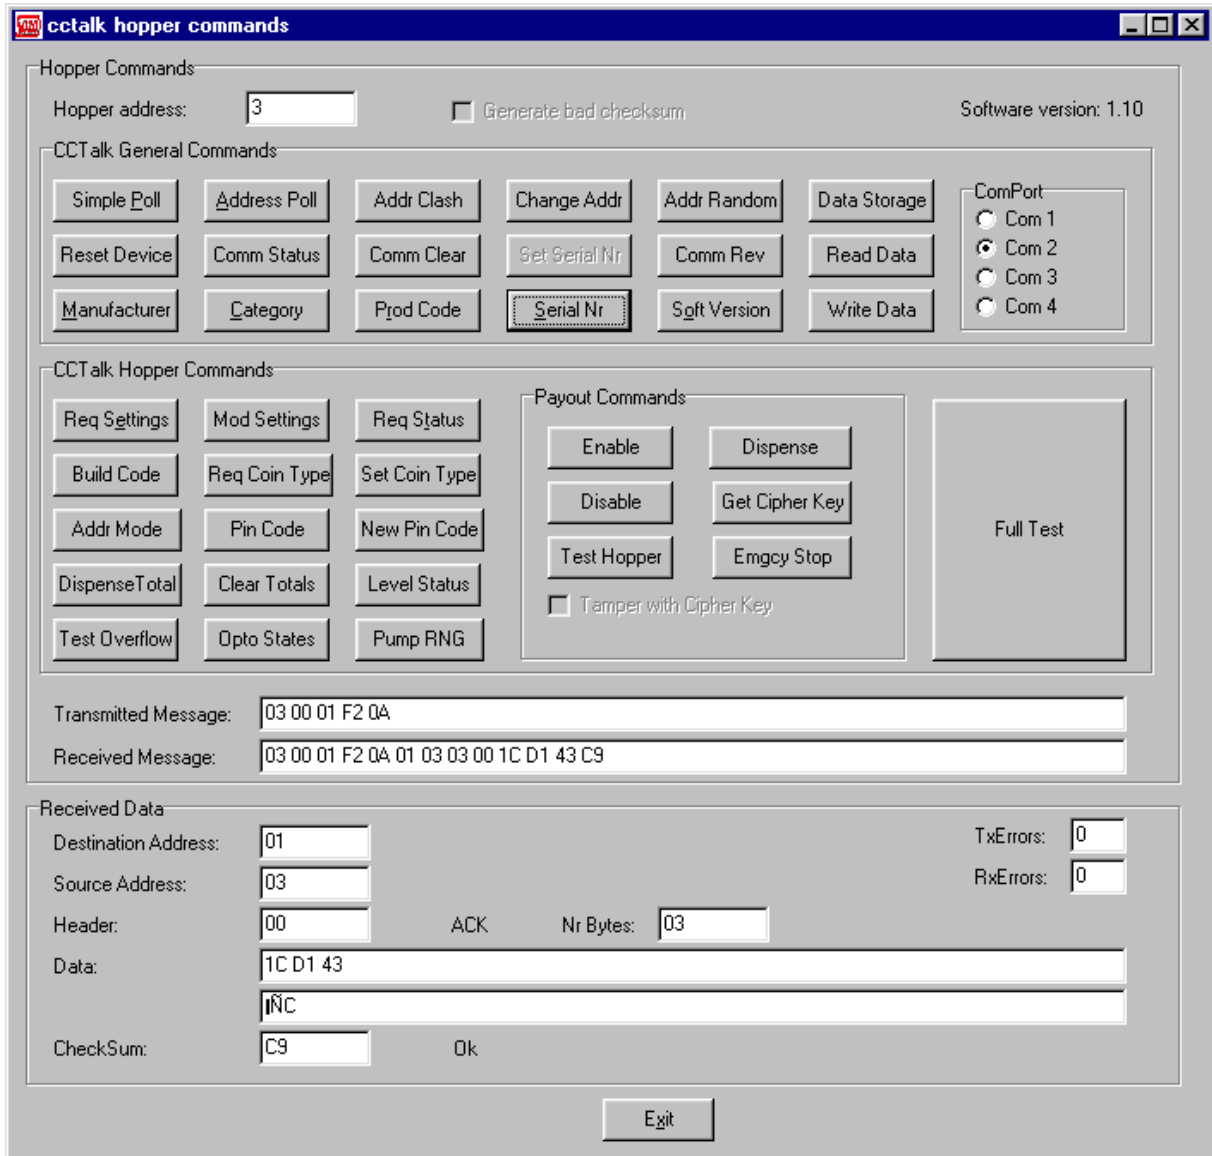 cctalk hopper commands
Hopper Commands
Hopper address: 3 Generate bad checksum Software version: 1.10
CCTalk General Commands
Simple Poll Address Poll Addr Clash Change Addr Addr Random Data Storage
Reset Device Comm Status Comm Clear Set Serial Nr Comm Rev Read Data
Manufacturer Category Prod Code Serial Nr Soft Version Write Data
ComPort
Com 1
Com 2
Com 3
Com 4
CCTalk Hopper Commands
Req Settings Mod Settings Req Status
Build Code Req Coin Type Set Coin Type
Addr Mode Pin Code New Pin Code
DispenseTotal Clear Totals Level Status
Test Overflow Opto States Pump RNG
Payout Commands
Enable Dispense
Disable Get Cipher Key
Test Hopper Emgcy Stop
Tamper with Cipher Key
Full Test
Transmitted Message: 03 00 01 F2 0A
Received Message: 03 00 01 F2 0A 01 03 03 00 1C D1 43 C9
Received Data
Destination Address: 01 TxErrors: 0
Source Address: 03 RxErrors: 0
Header: 00 ACK Nr Bytes: 03
Data: 1C D1 43
ÑC
CheckSum: C9 Ok
Exit